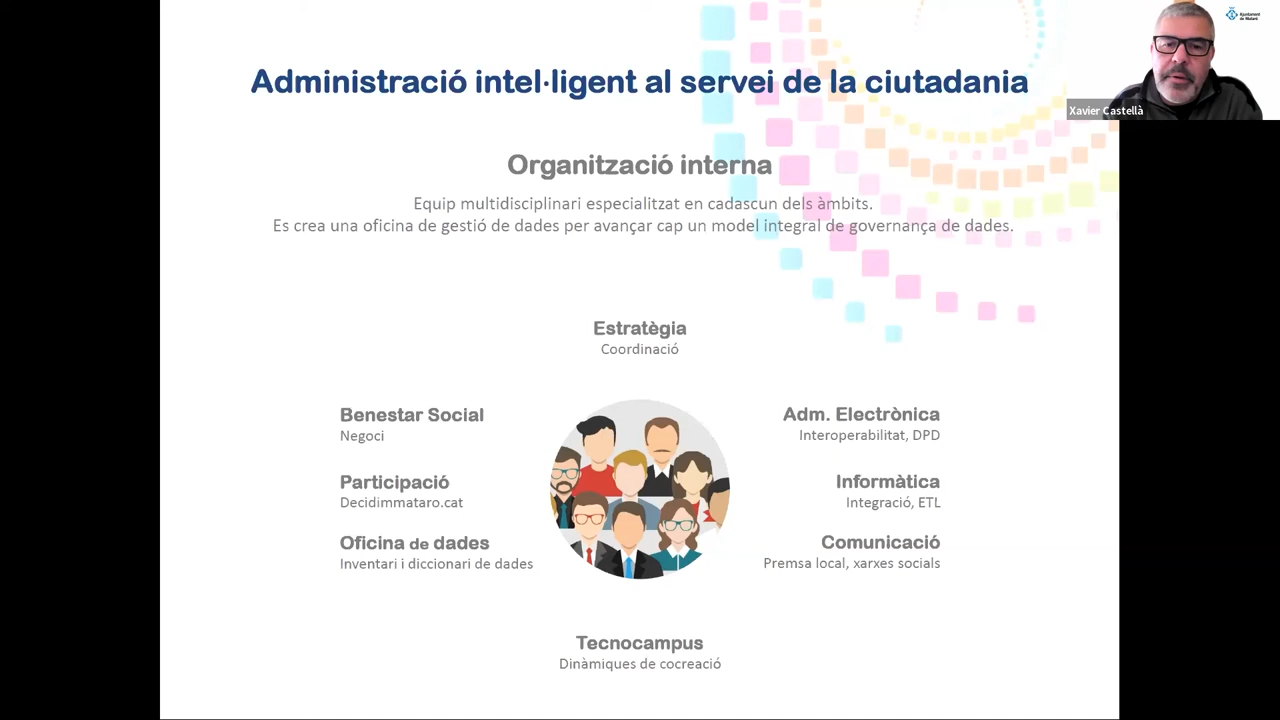 Ajuntament
de Mataró
Administració intel·ligent al servei de la ciutadania
Xavier Castellà
Organització interna
Equip multidisciplinari especialitzat en cadascun dels àmbits.
Es crea una oficina de gestió de dades per avançar cap un model integral de governança de dades.
Estratègia
Coordinació
Benestar Social
Negoci
Adm. Electrònica
Interoperabilitat, DPD
Participació
Decidimmataro.cat
Informàtica
Integració, ETL
Oficina de dades
Inventari i diccionari de dades
Comunicació
Premsa local, xarxes socials
Tecnocampus
Dinàmiques de cocreació